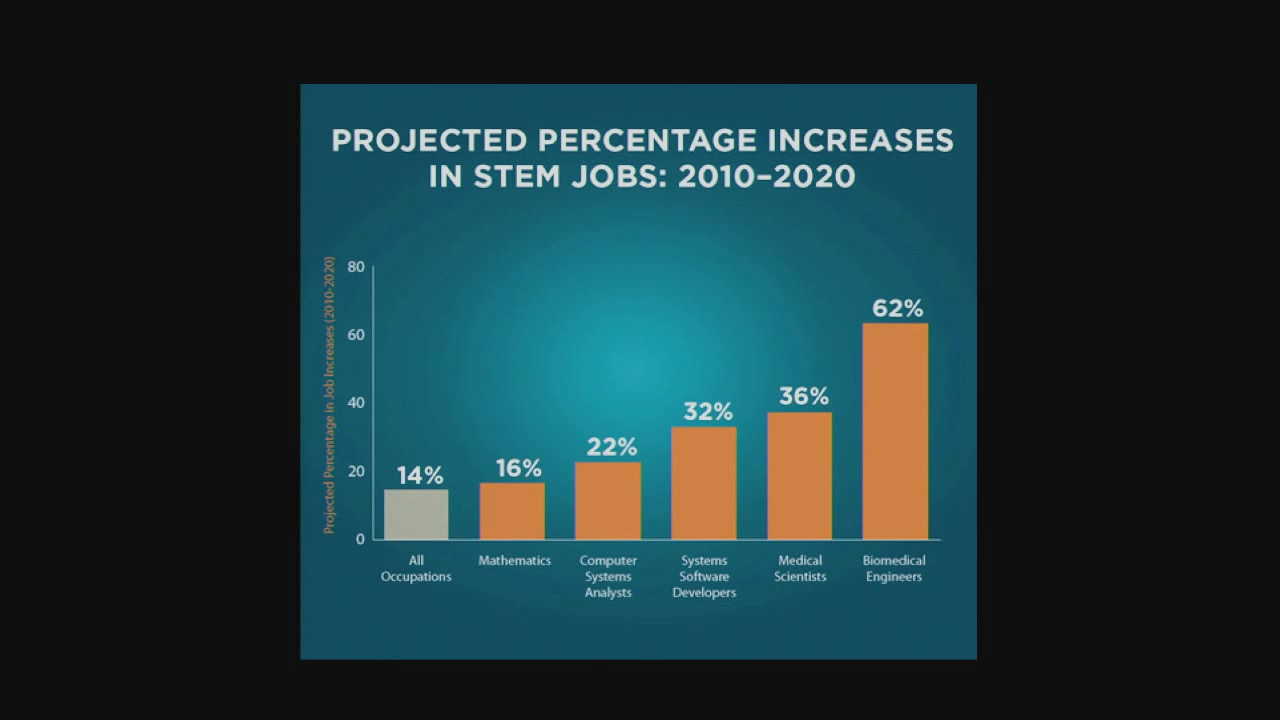 PROJECTED PERCENTAGE INCREASES
IN STEM JOBS: 2010–2020
Projected Percentage in Job Increases (2010-2020)
80
60
40
20
0
14%
16%
22%
32%
36%
62%
All
Occupations
Mathematics
Computer
Systems
Analysts
Systems
Software
Developers
Medical
Scientists
Biomedical
Engineers